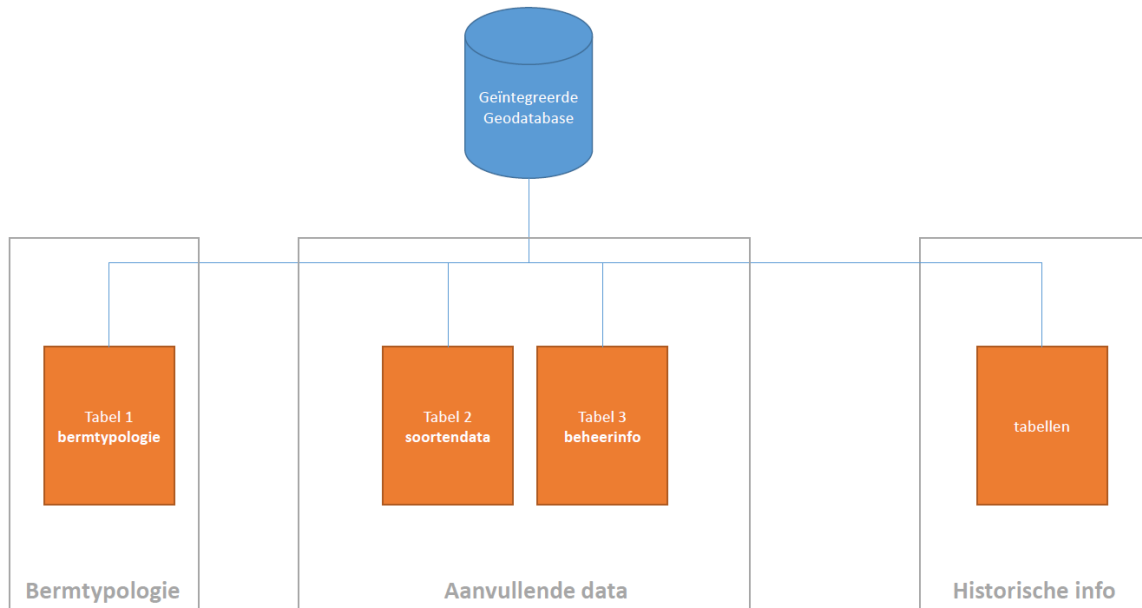 Geïntegreerde
Geodatabase
Tabel 1
bermtypologie
Tabel 2
soortendata
Tabel 3
beheerinfo
tabellen
Bermtypologie
Aanvullende data
Historische info